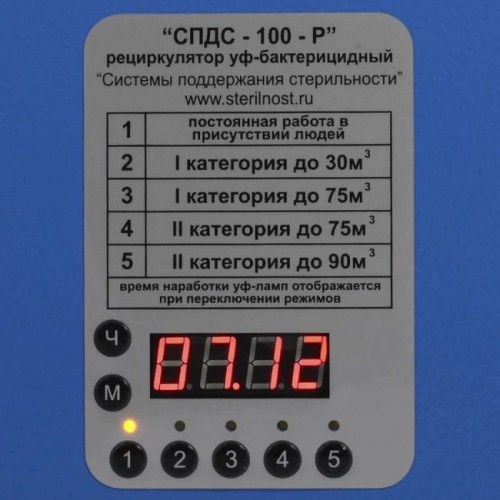 “СПДС - 100 - Р”
рециркулятор уф-бактерицидный
“Системы поддержания стерильности”
www.sterilnost.ru
1 постоянная работа в
присутствий людей
2 I категория до 30м³
3 I категория до 75м³
4 II категория до 75м³
5 II категория до 90м³
время наработки уф-ламп отображается
при переключении режимов
Ч
07.12
М
1 2 3 4 5